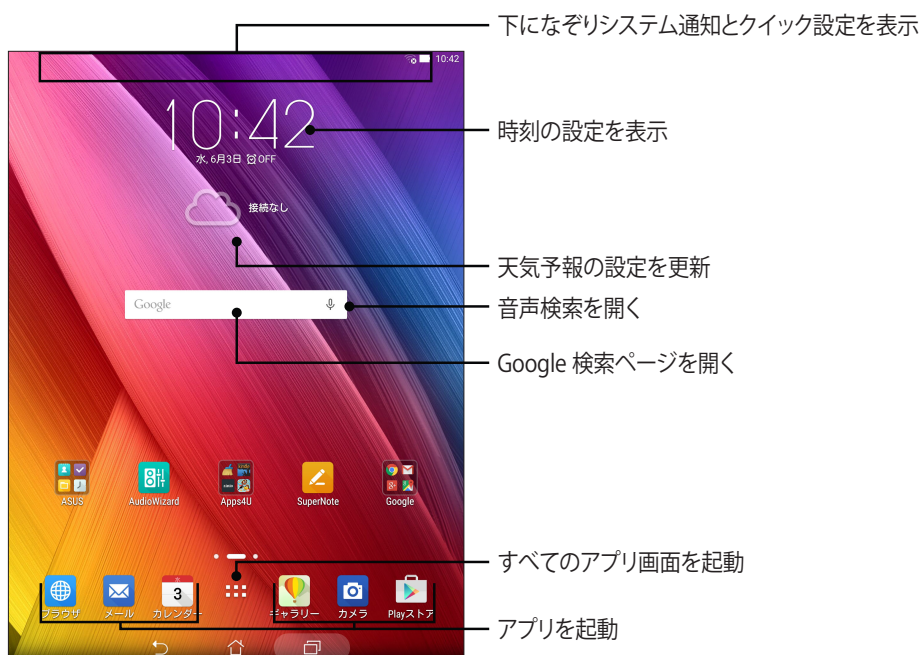 下になぞりシステム通知とクイック設定を表示
10:42
10:42
時刻の設定を表示
水, 6月3日 OFF
接続なし
天気予報の設定を更新
Google
音声検索を開く
Google 検索ページを開く
ASUS AudioWizard Apps4U SuperNote Google
すべてのアプリ画面を起動
3
ブラウザ メール カレンダー ギャラリー カメラ Playストア
アプリを起動